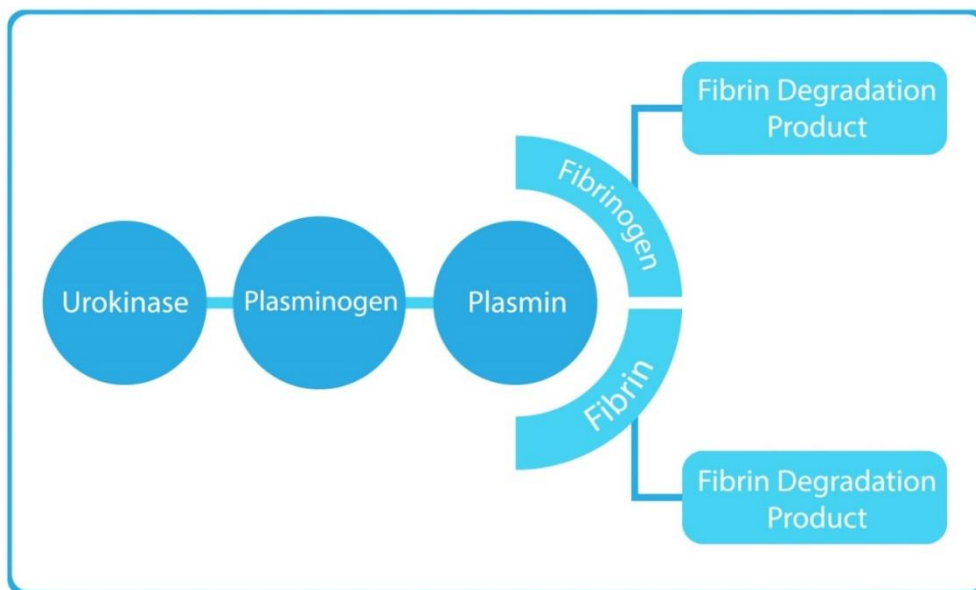 Urokinase
Plasminogen
Plasmin
Fibrinogen
Fibrin
Fibrin Degradation
Product
Fibrin Degradation
Product